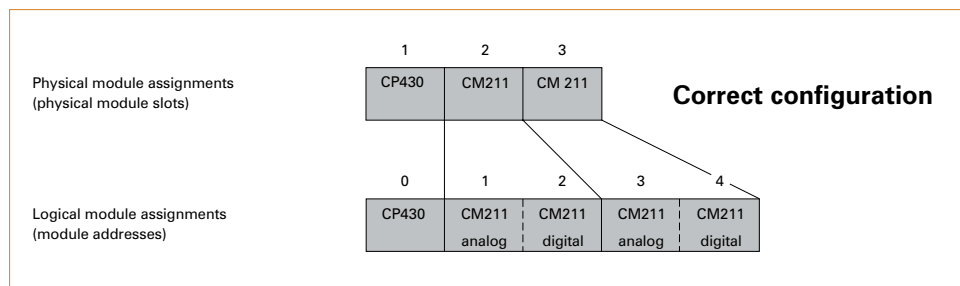 1 2 3
Physical module assignments
(physical module slots)
CP430 CM211 CM 211
Correct configuration
0 1 2 3 4
Logical module assignments
(module addresses)
CP430 CM211 CM211 CM211 CM211
analog digital analog digital